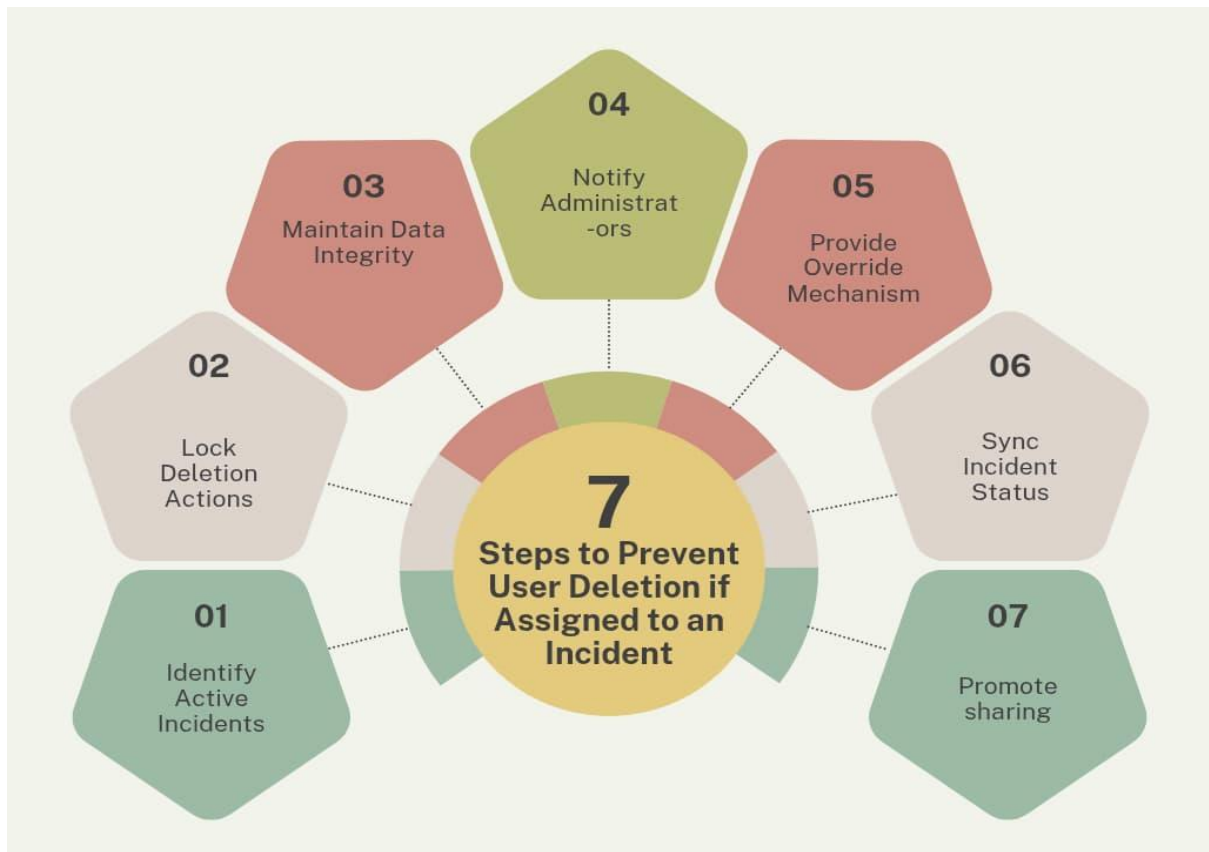 04
Notify
Administrat
-ors
03
Maintain Data
Integrity
05
Provide
Override
Mechanism
02
Lock
Deletion
Actions
06
Sync
Incident
Status
7
Steps to Prevent
User Deletion if
Assigned to an
Incident
01
Identify
Active
Incidents
07
Promote
sharing